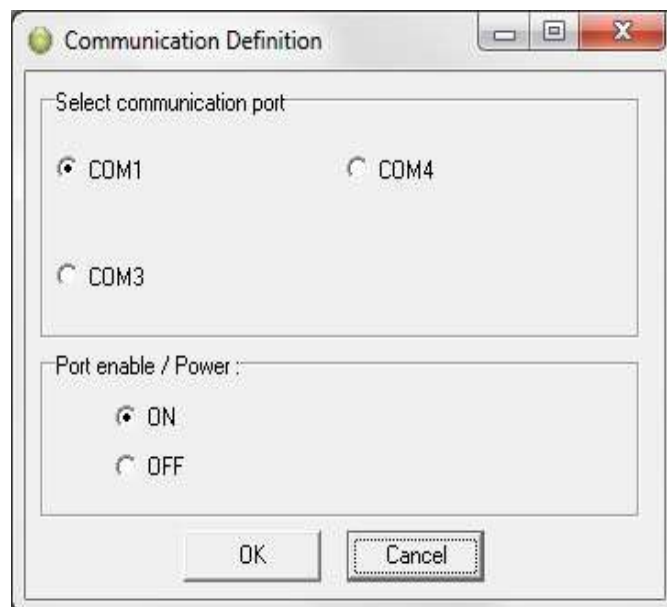 Communication Definition
Select communication port
COM1 COM4
COM3
Port enable / Power :
ON
OFF
OK Cancel